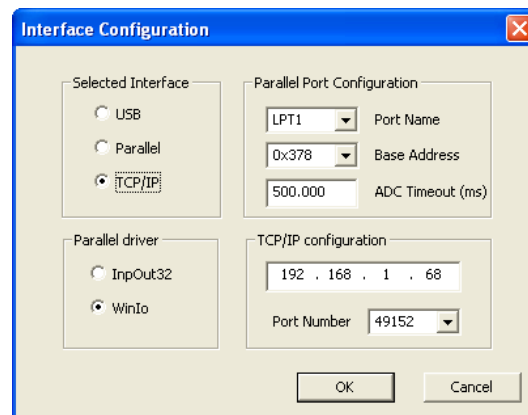 Interface Configuration
Selected Interface
USB
Parallel
TCP/IP
Parallel Port Configuration
LPT1 Port Name
0x378 Base Address
500.000 ADC Timeout (ms)
Parallel driver
InpOut32
WinIo
TCP/IP configuration
192 . 168 . 1 . 68
Port Number 49152
OK Cancel